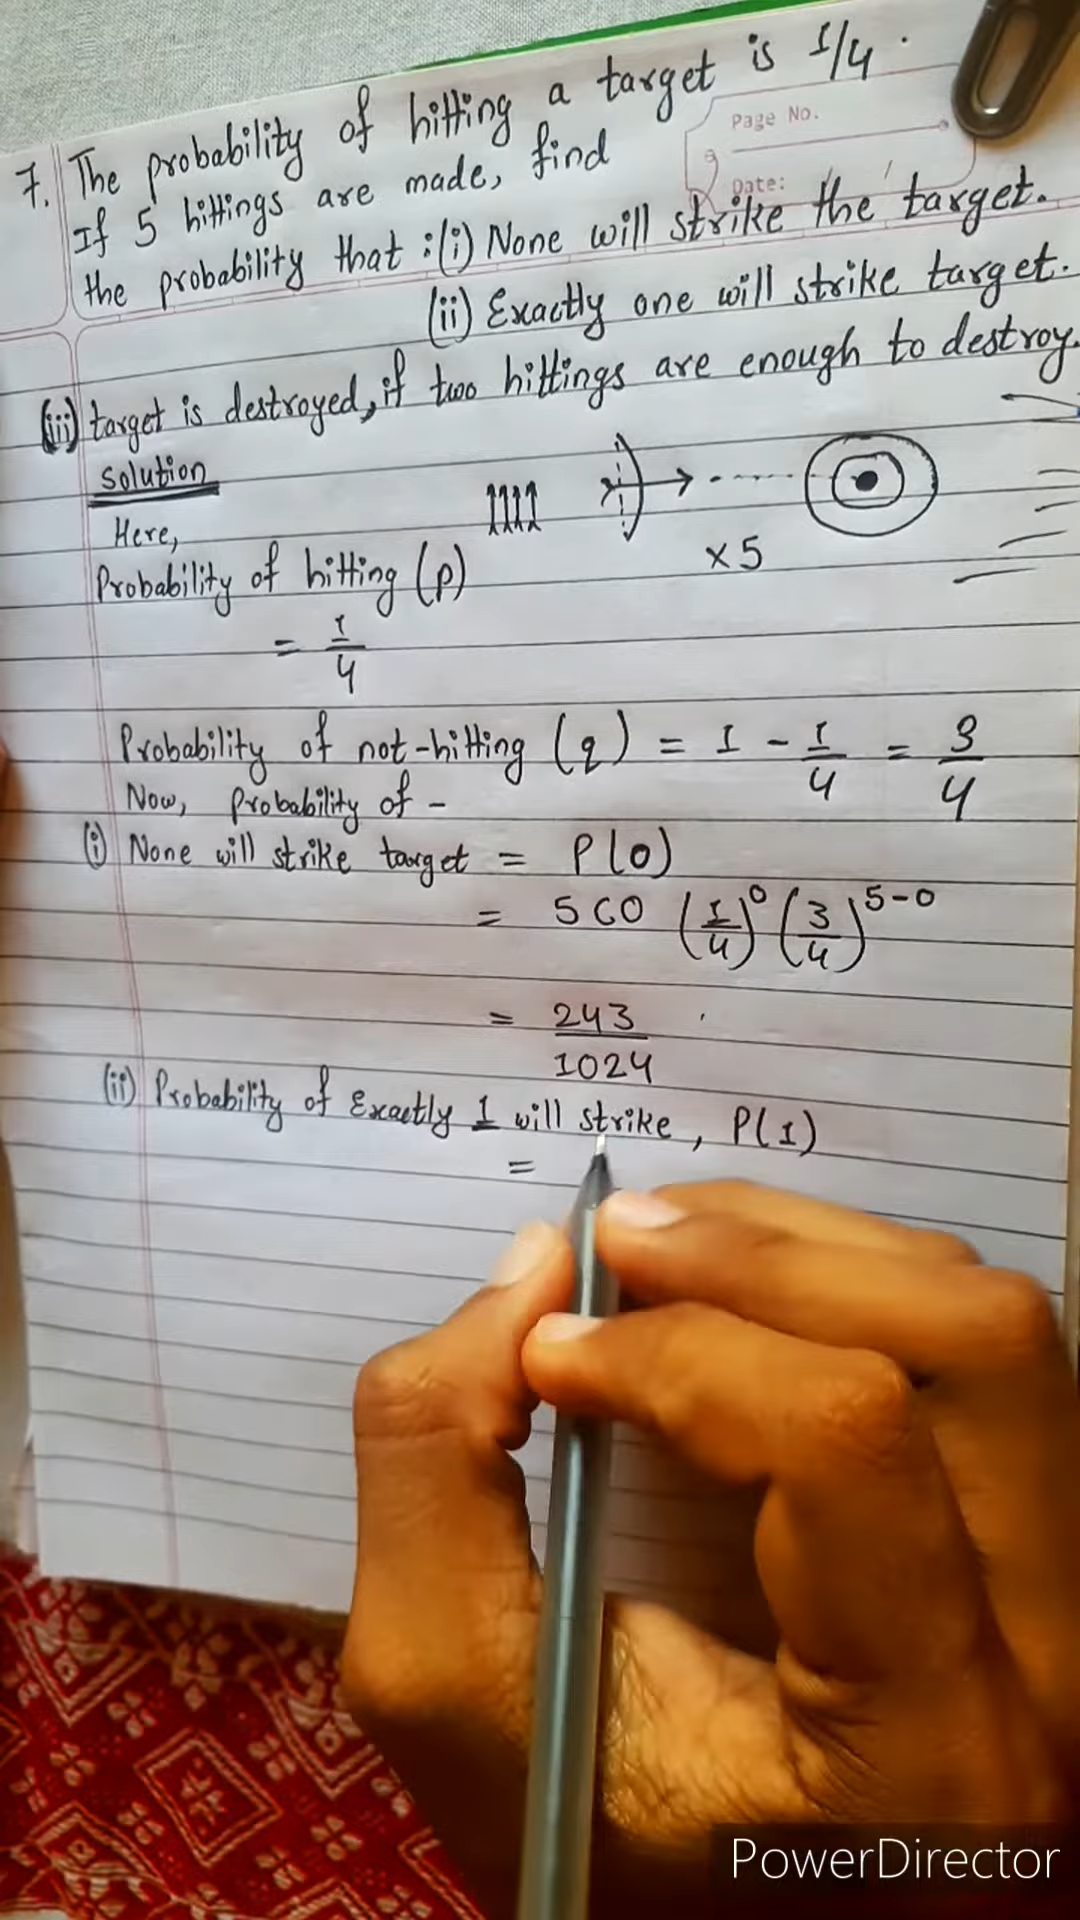 7. The probability of hitting a target is 1/4.
If 5 hittings are made, find
the probability that : (i) None will strike the target.
(ii) Exactly one will strike target.
(iii) target is destroyed, if two hittings are enough to destroy.
Solution
Here,
Probability of hitting (p)
= 1/4
× 5
Probability of not-hitting (q) = 1 - 1/4 = 3/4
Now, probability of -
(i) None will strike target = P(0)
= 5C0 (1/4)^0 (3/4)^5-0
= 243/1024
(ii) Probability of Exactly 1 will strike, P(1)
=
Page No.
Date:
PowerDirector